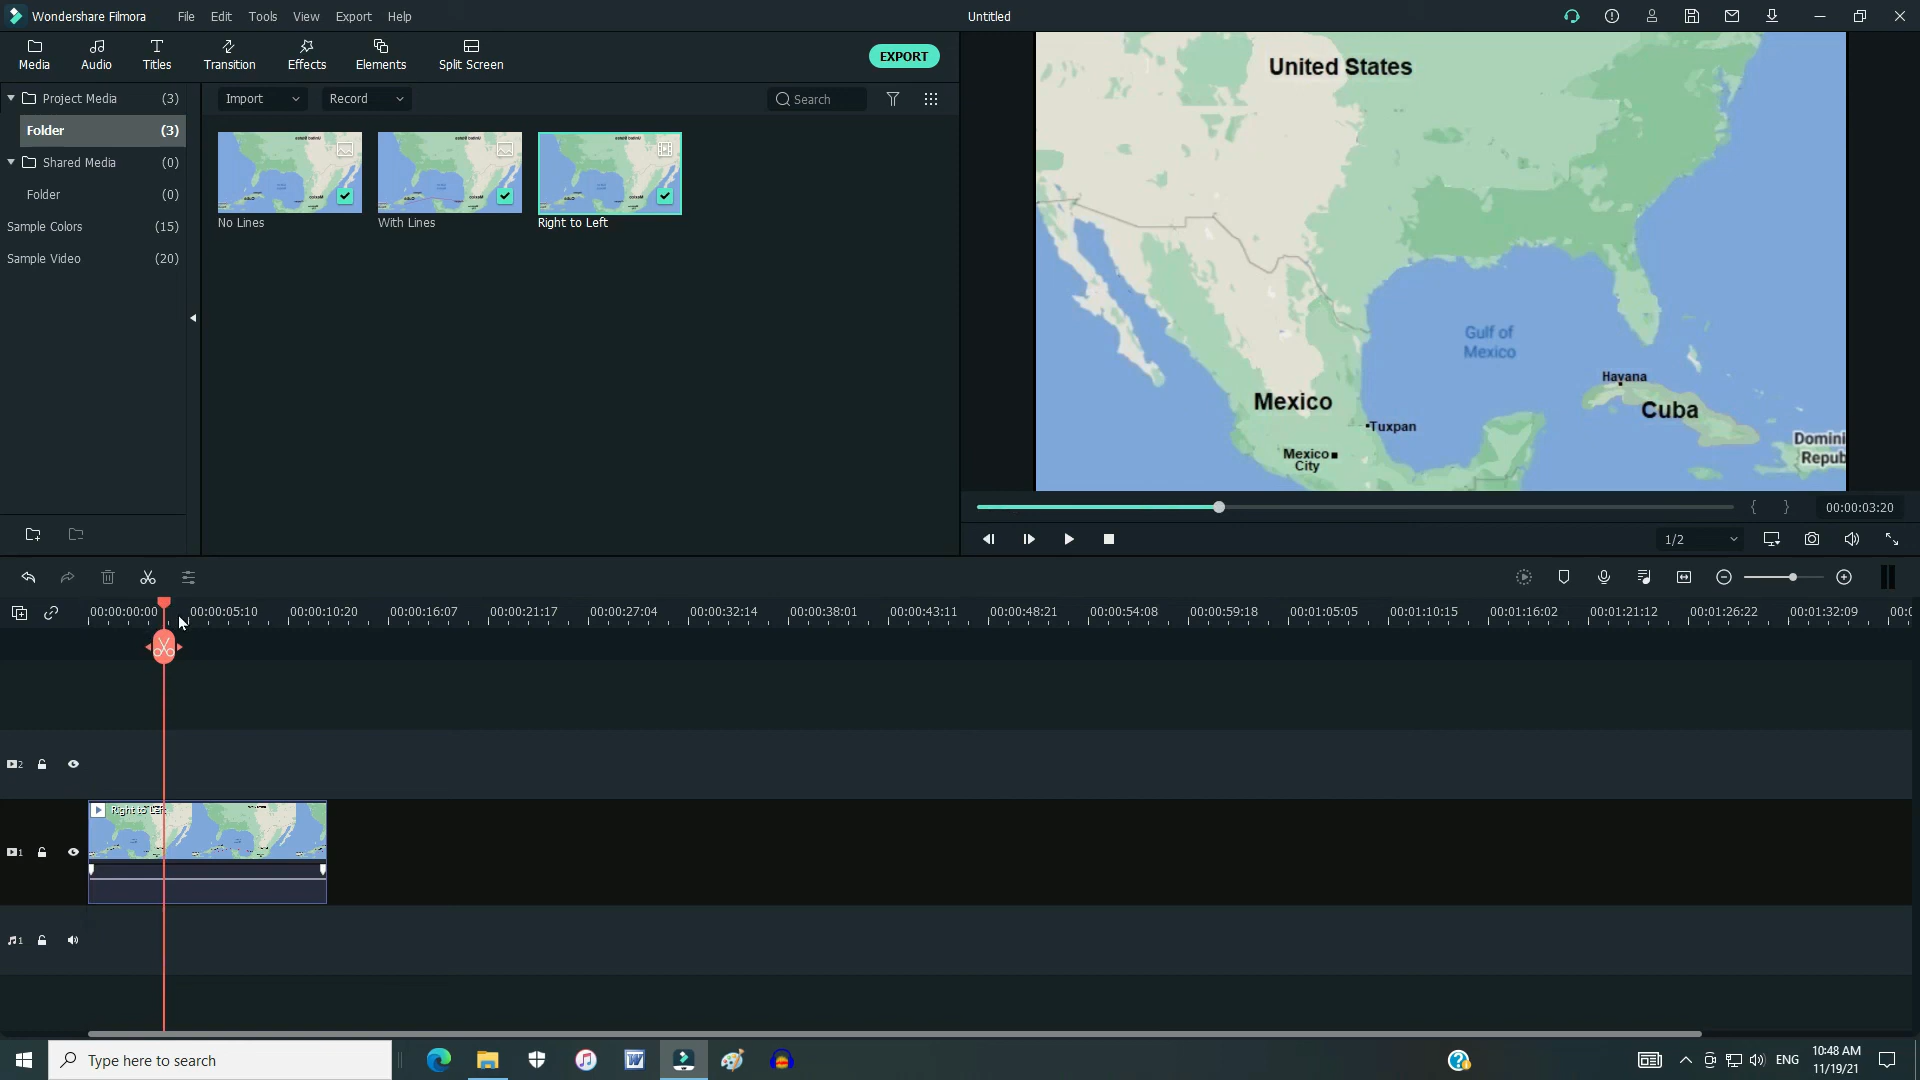 Wondershare Filmora File Edit Tools View Export Help Untitled
Media Audio Titles Transition Effects Elements Split Screen EXPORT
Project Media (3) Import Record Search
Folder (3)
Shared Media (0)
Folder (0)
Sample Colors (15)
Sample Video (20)
No Lines With Lines Right to Left
United States
Gulf of
Mexico
Havana
Cuba
Mexico
Tuxpan
Mexico
City
Domini
Repub
00:00:03:20
1/2
00:00:00:00 00:00:05:10 00:00:10:20 00:00:16:07 00:00:21:17 00:00:27:04 00:00:32:14 00:00:38:01 00:00:43:11 00:00:48:21 00:00:54:08 00:00:59:18 00:01:05:05 00:01:10:15 00:01:16:02 00:01:21:12 00:01:26:22 00:01:32:09 00:0
2
Right to Left
1
1
Type here to search
W
ENG
10:48 AM
11/19/21